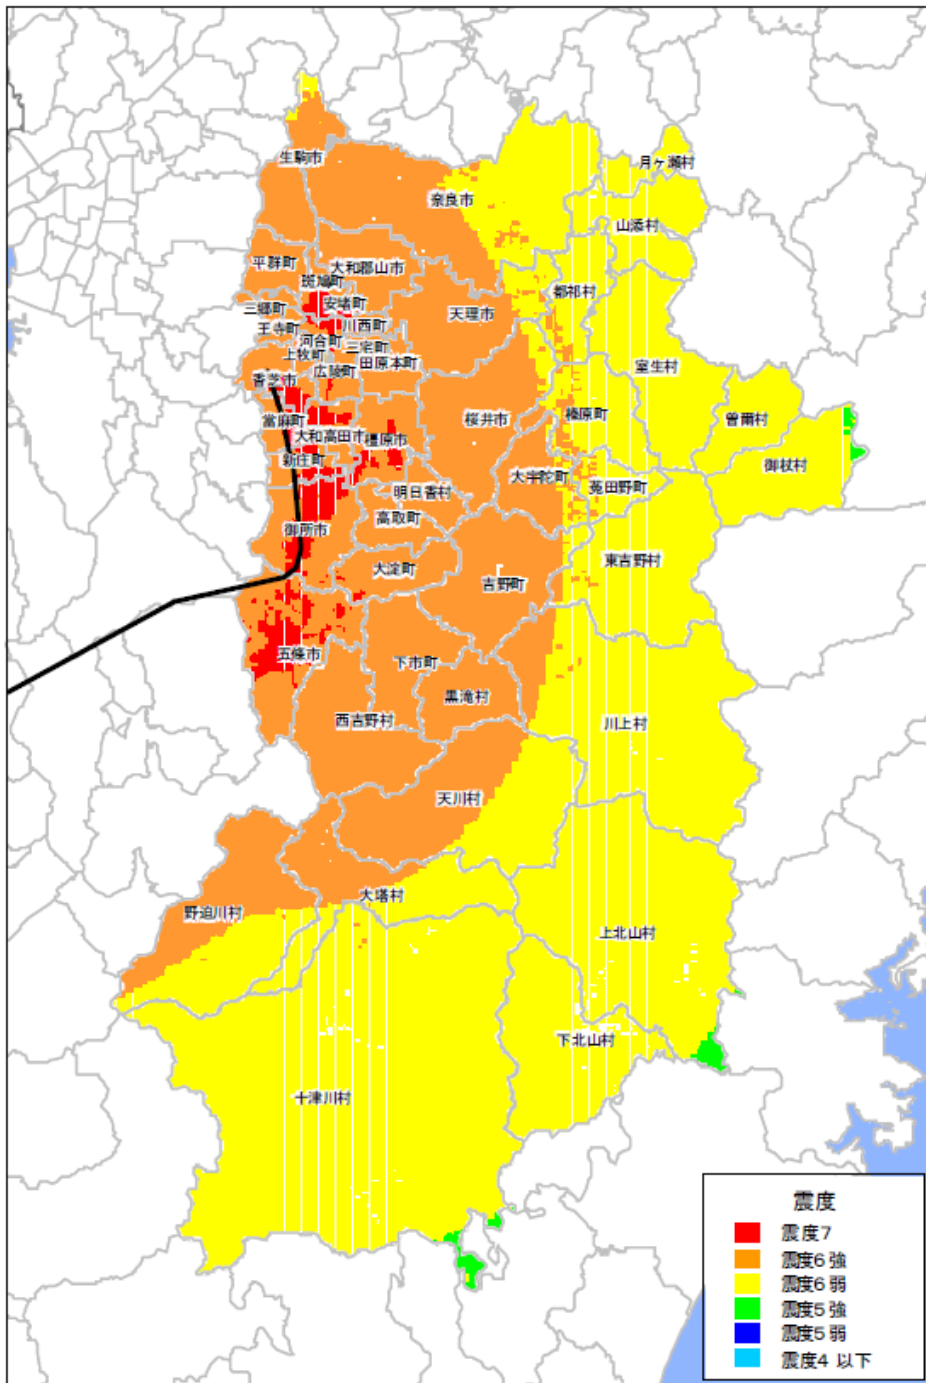 生駒市
月ヶ瀬村
奈良市
山添村
平群町
大和郡山市
斑鳩町
都祁村
三郷町
安堵町
天理市
王寺町
川西町
河合町
三宅町
上牧町
田原本町
広陵町
室生村
香芝市
當麻町
桜井市
榛原町
曽爾村
大和高田市
橿原市
新庄町
御杖村
大宇陀町
菟田野町
明日香村
高取町
御所市
東吉野村
大淀町
吉野町
五條市
下市町
黒滝村
西吉野村
川上村
天川村
大塔村
野迫川村
上北山村
下北山村
十津川村
震度
震度7
震度6強
震度6弱
震度5強
震度5弱
震度4 以下